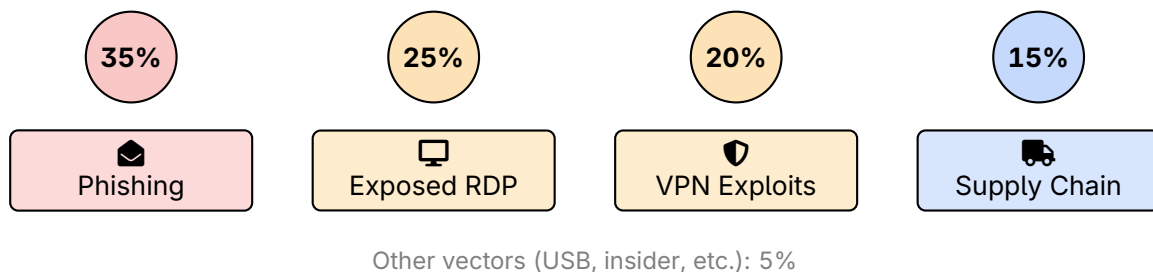 35% 25% 20% 15%
Phishing Exposed RDP VPN Exploits Supply Chain
Other vectors (USB, insider, etc.): 5%